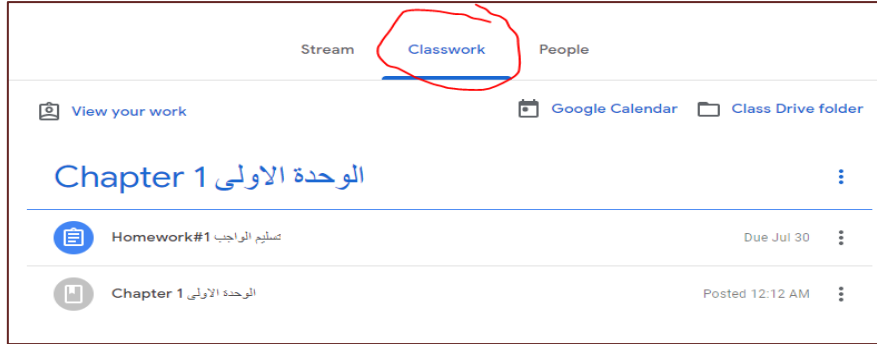 Stream Classwork People
View your work Google Calendar Class Drive folder
Chapter 1 الوحدة الاولى
Homework#1 تسليم الواجب Due Jul 30
Chapter 1 الوحدة الاولى Posted 12:12 AM